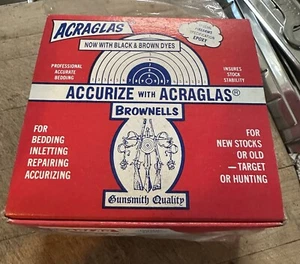 ACRAGLAS
EPOXY
NOW WITH BLACK & BROWN DYES
PROFESSIONAL
ACCURATE
BEDDING
INSURES
STOCK
STABILITY
ACCURIZE WITH ACRAGLAS®
BROWNELLS
FOR
BEDDING
INLETTING
REPAIRING
ACCURIZING
FOR
NEW STOCKS
OR OLD
—TARGET
OR HUNTING
Gunsmith Quality
ACRAGLAS